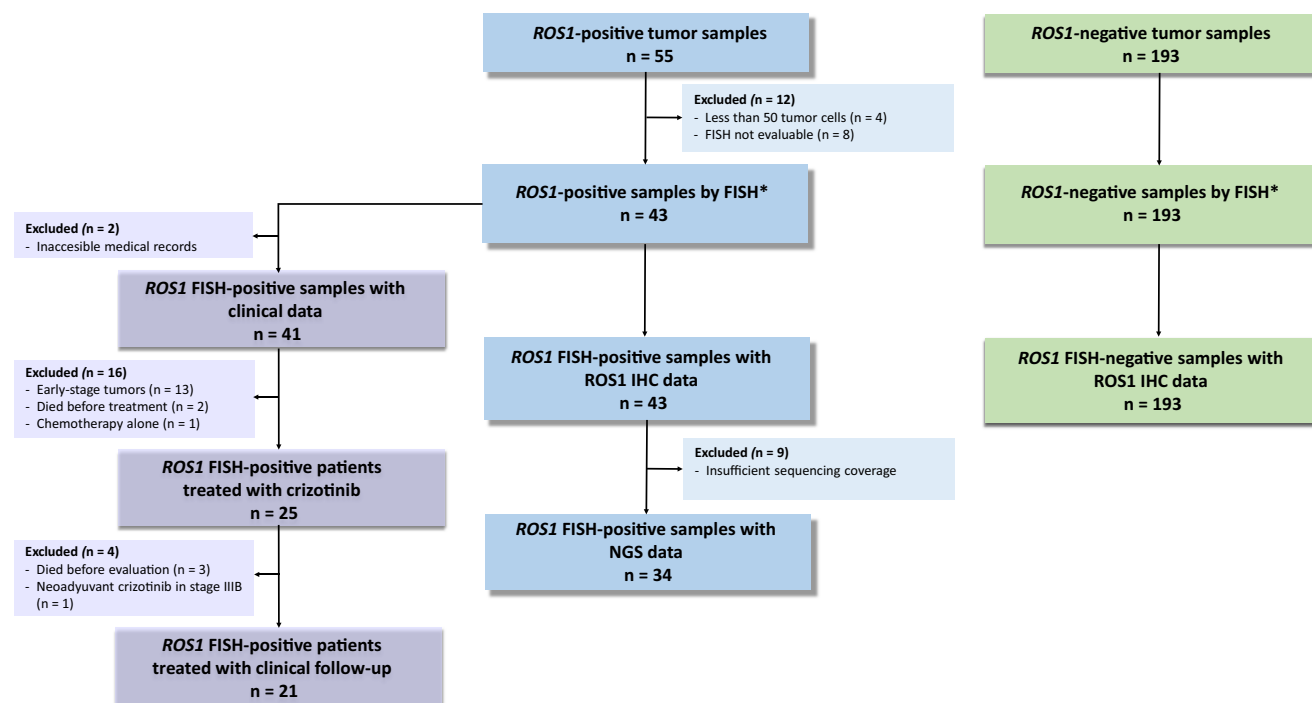 ROS1-positive tumor samples
n = 55
Excluded (n = 12)
- Less than 50 tumor cells (n = 4)
- FISH not evaluable (n = 8)
ROS1-positive samples by FISH*
n = 43
Excluded (n = 2)
- Inaccesible medical records
ROS1 FISH-positive samples with
clinical data
n = 41
Excluded (n = 16)
- Early-stage tumors (n = 13)
- Died before treatment (n = 2)
- Chemotherapy alone (n = 1)
ROS1 FISH-positive patients
treated with crizotinib
n = 25
Excluded (n = 4)
- Died before evaluation (n = 3)
- Neoadyuvant crizotinib in stage IIIB
(n = 1)
ROS1 FISH-positive patients
treated with clinical follow-up
n = 21
ROS1 FISH-positive samples with
ROS1 IHC data
n = 43
Excluded (n = 9)
- Insufficient sequencing coverage
ROS1 FISH-positive samples with
NGS data
n = 34
ROS1-negative tumor samples
n = 193
ROS1-negative samples by FISH*
n = 193
ROS1 FISH-negative samples with
ROS1 IHC data
n = 193